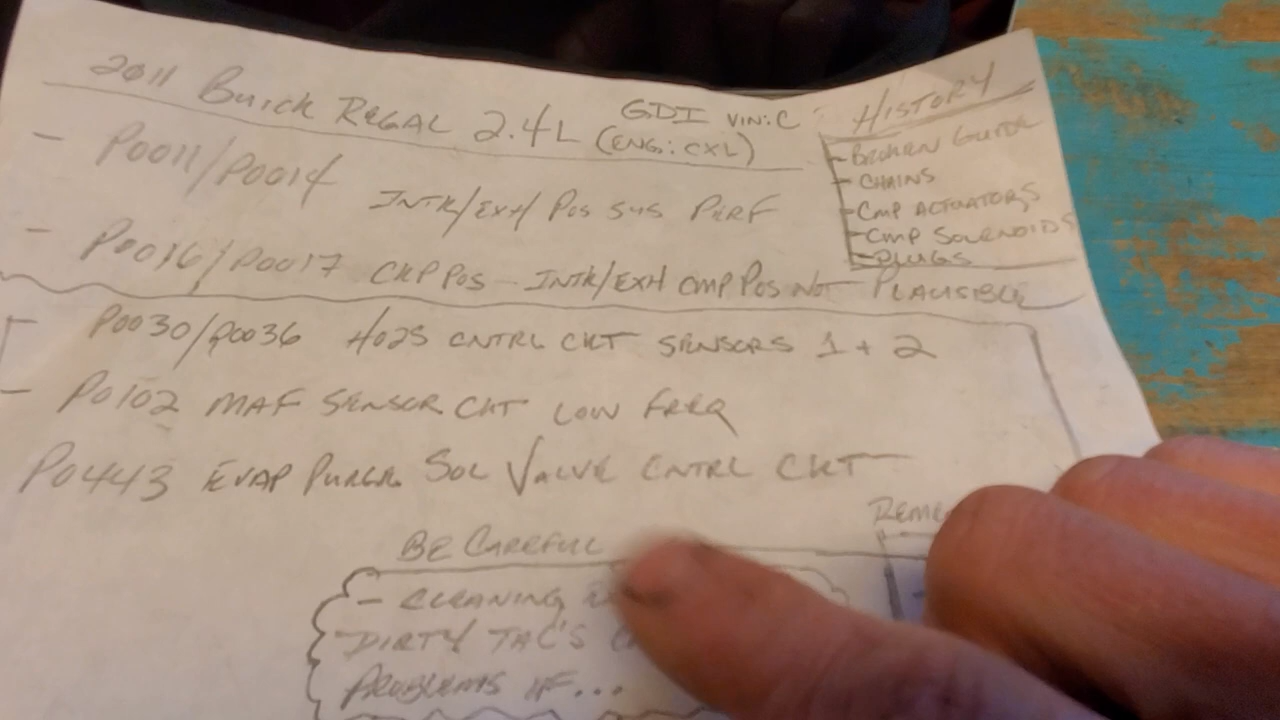 2011 Buick REGAL 2.4L GDI VIN:C
(ENG: CXL)
HISTORY
- BROKEN GUIDE
- CHAINS
- CMP ACTUATORS
- CMP SOLENOIDS
- PLUGS
- P0011/P0014 INTK/EXH POS SYS PERF
- P0016/P0017 CKP POS - INTK/EXH CMP POS NOT PLAUSIBLE
- P0030/P0036 HO2S CNTRL CKT SENSORS 1 + 2
- P0102 MAF SENSOR CKT LOW FREQ
P0443 EVAP PURGE SOL VALVE CNTRL CKT
BE CAREFUL
- CLEANING
DIRTY TAC'S
PROBLEMS IF...